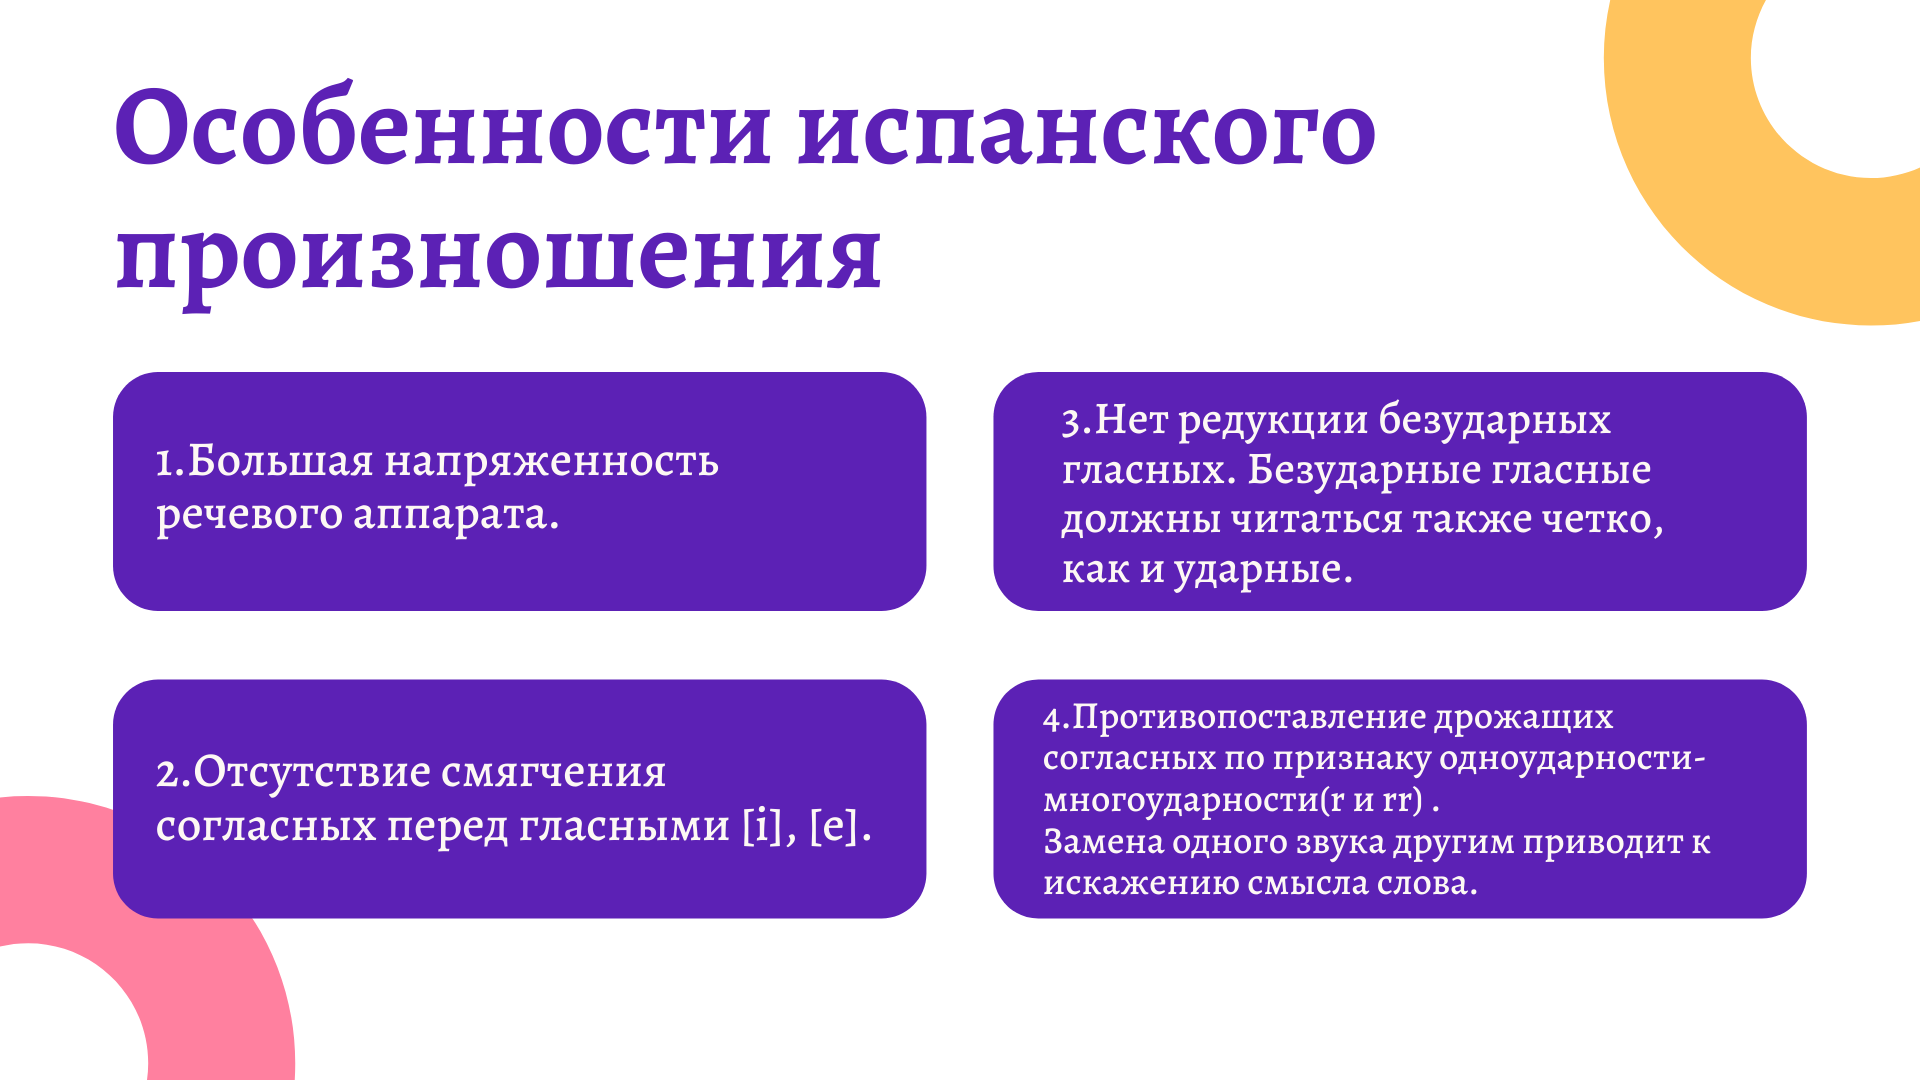 Особенности испанского
произношения
1.Большая напряженность
речевого аппарата.
2.Отсутствие смягчения
согласных перед гласными [i], [e].
3.Нет редукции безударных
гласных. Безударные гласные
должны читаться также четко,
как и ударные.
4.Противопоставление дрожащих
согласных по признаку одноударности-
многоударности(r и rr) .
Замена одного звука другим приводит к
искажению смысла слова.